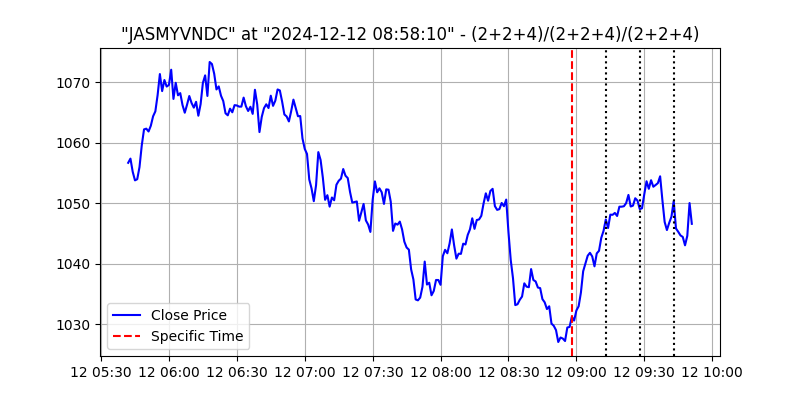 "JASMYVNDC" at "2024-12-12 08:58:10" - (2+2+4)/(2+2+4)/(2+2+4)
1070
1060
1050
1040
1030
Close Price
Specific Time
12 05:30 12 06:00 12 06:30 12 07:00 12 07:30 12 08:00 12 08:30 12 09:00 12 09:30 12 10:00